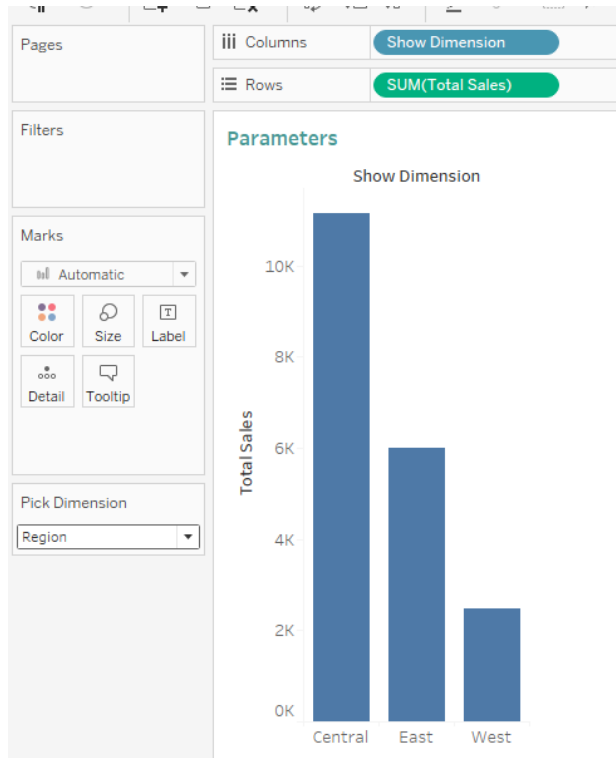 Pages
Columns
Show Dimension
Rows
SUM(Total Sales)
Filters
Parameters
Show Dimension
Marks
Automatic
Color
Size
T
Label
Detail
Tooltip
Pick Dimension
Region
Total Sales
10K
8K
6K
4K
2K
0K
Central
East
West